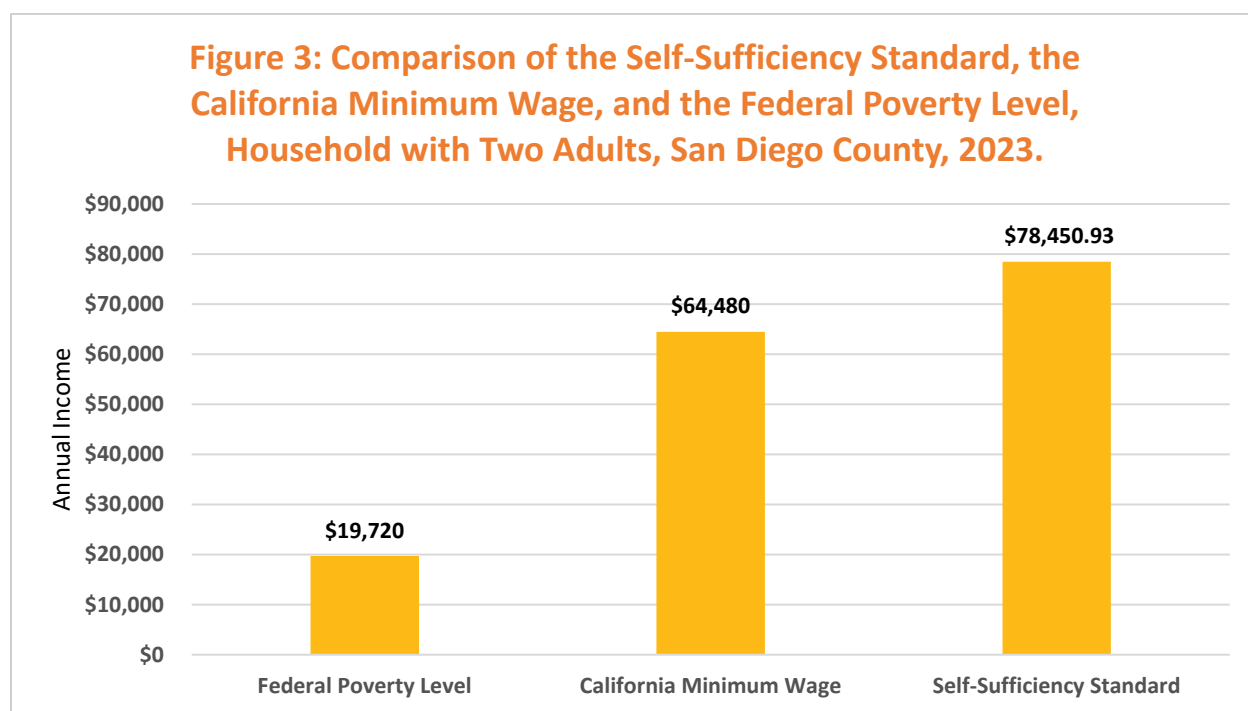 Figure 3: Comparison of the Self-Sufficiency Standard, the
California Minimum Wage, and the Federal Poverty Level,
Household with Two Adults, San Diego County, 2023.
$90,000
$80,000
$70,000
$60,000
$50,000
$40,000
$30,000
$20,000
$10,000
$0
Annual Income
$19,720
$64,480
$78,450.93
Federal Poverty Level
California Minimum Wage
Self-Sufficiency Standard